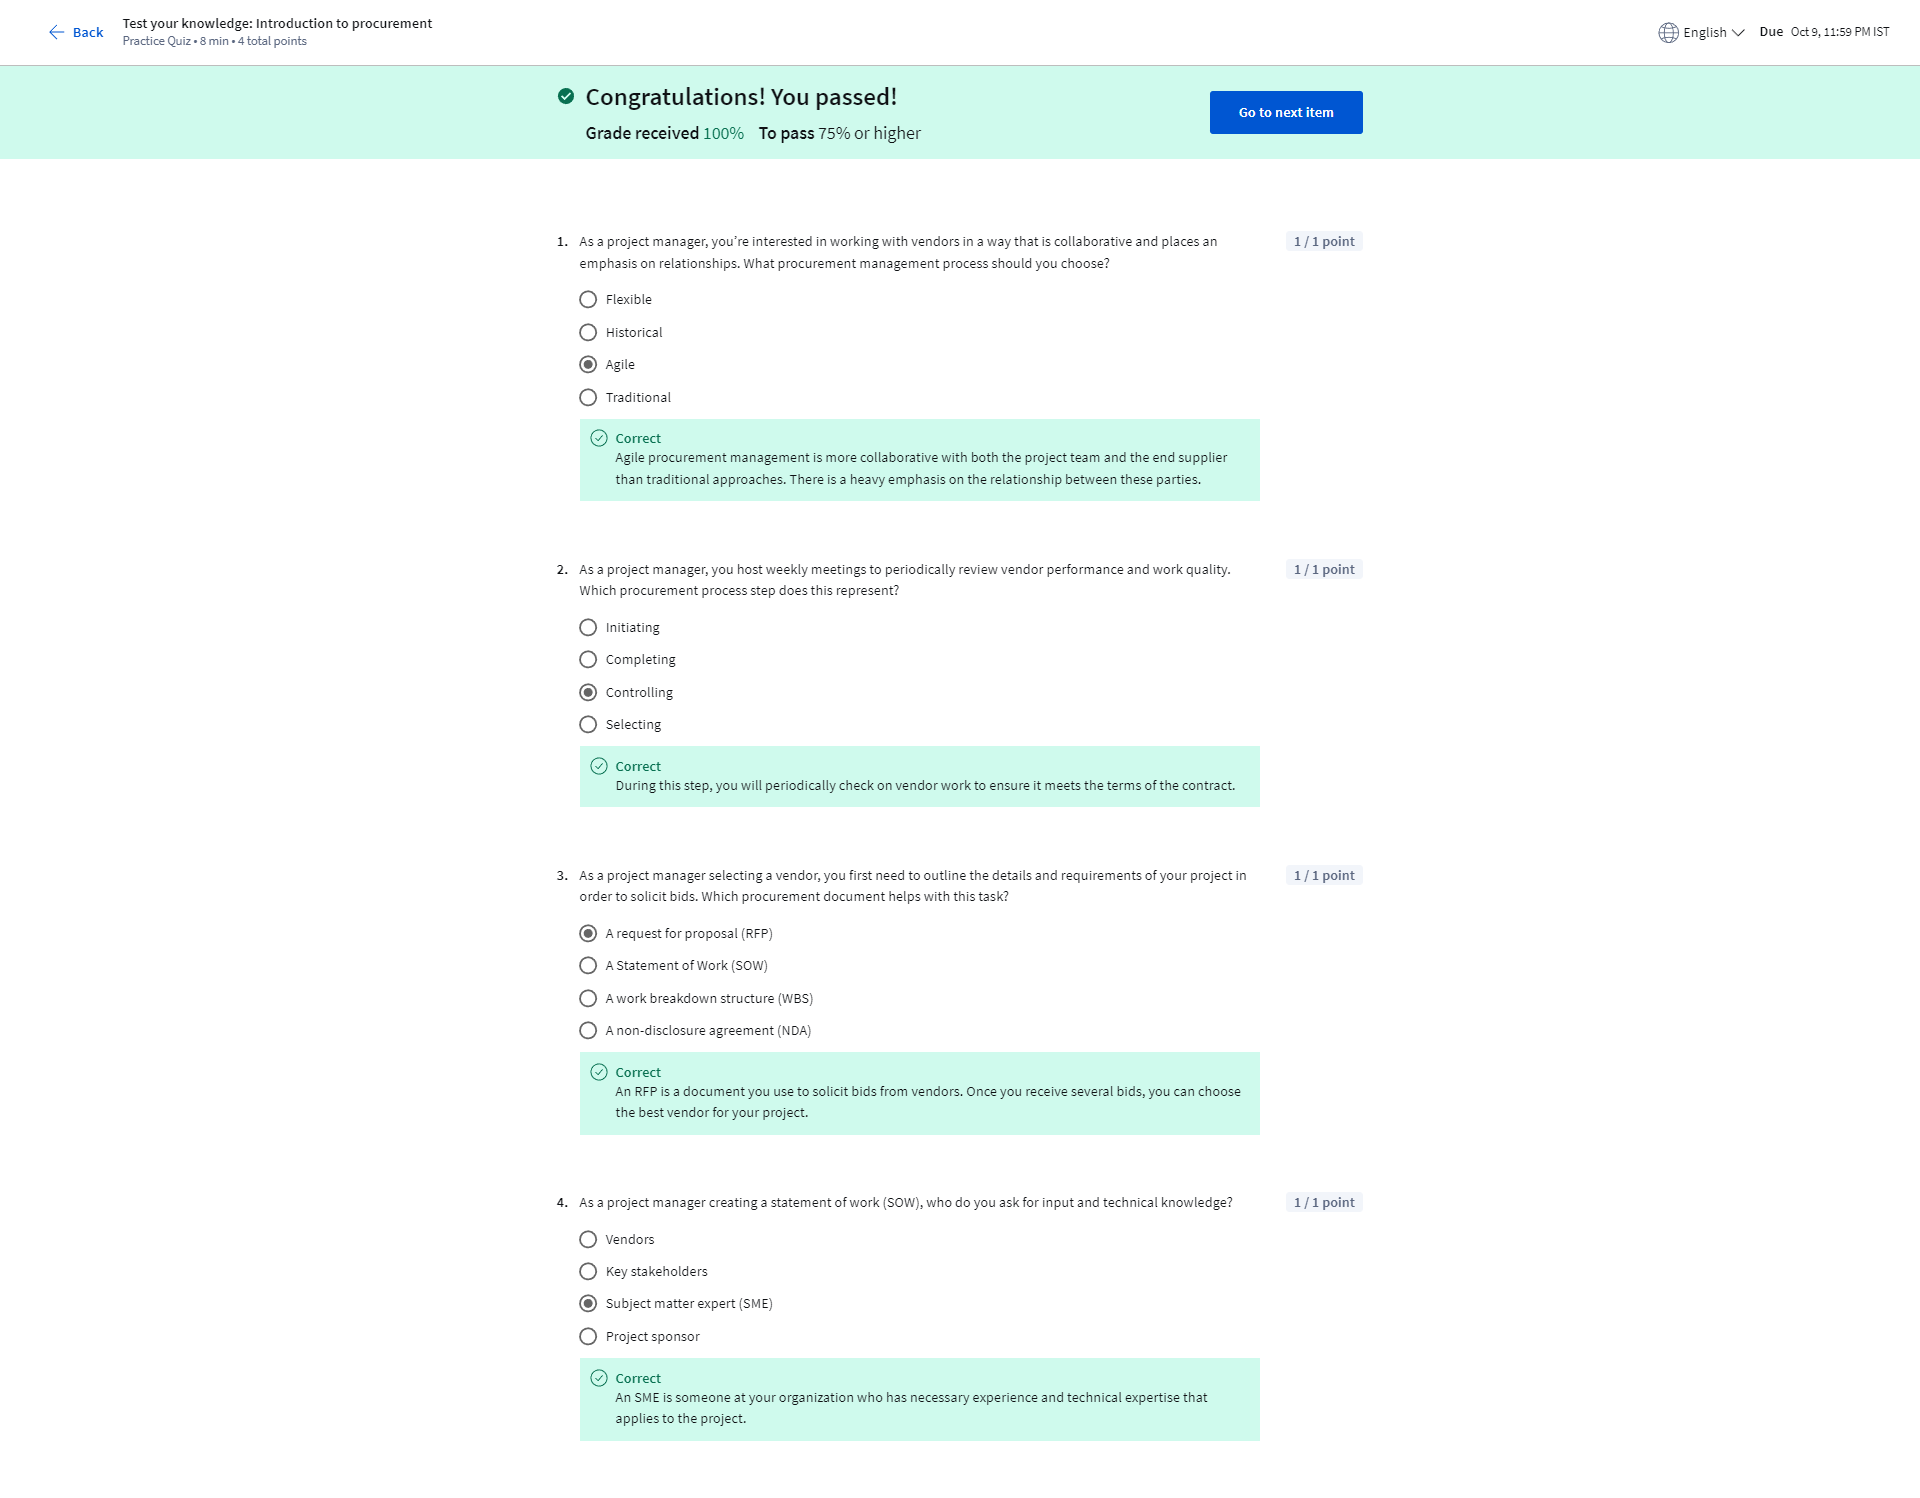 Back
Test your knowledge: Introduction to procurement
Practice Quiz • 8 min • 4 total points
English
Due Oct 9, 11:59 PM IST
Congratulations! You passed!
Grade received 100% To pass 75% or higher
Go to next item
1. As a project manager, you’re interested in working with vendors in a way that is collaborative and places an
emphasis on relationships. What procurement management process should you choose?
1 / 1 point
Flexible
Historical
Agile
Traditional
Correct
Agile procurement management is more collaborative with both the project team and the end supplier
than traditional approaches. There is a heavy emphasis on the relationship between these parties.
2. As a project manager, you host weekly meetings to periodically review vendor performance and work quality.
Which procurement process step does this represent?
1 / 1 point
Initiating
Completing
Controlling
Selecting
Correct
During this step, you will periodically check on vendor work to ensure it meets the terms of the contract.
3. As a project manager selecting a vendor, you first need to outline the details and requirements of your project in
order to solicit bids. Which procurement document helps with this task?
1 / 1 point
A request for proposal (RFP)
A Statement of Work (SOW)
A work breakdown structure (WBS)
A non-disclosure agreement (NDA)
Correct
An RFP is a document you use to solicit bids from vendors. Once you receive several bids, you can choose
the best vendor for your project.
4. As a project manager creating a statement of work (SOW), who do you ask for input and technical knowledge?
1 / 1 point
Vendors
Key stakeholders
Subject matter expert (SME)
Project sponsor
Correct
An SME is someone at your organization who has necessary experience and technical expertise that
applies to the project.